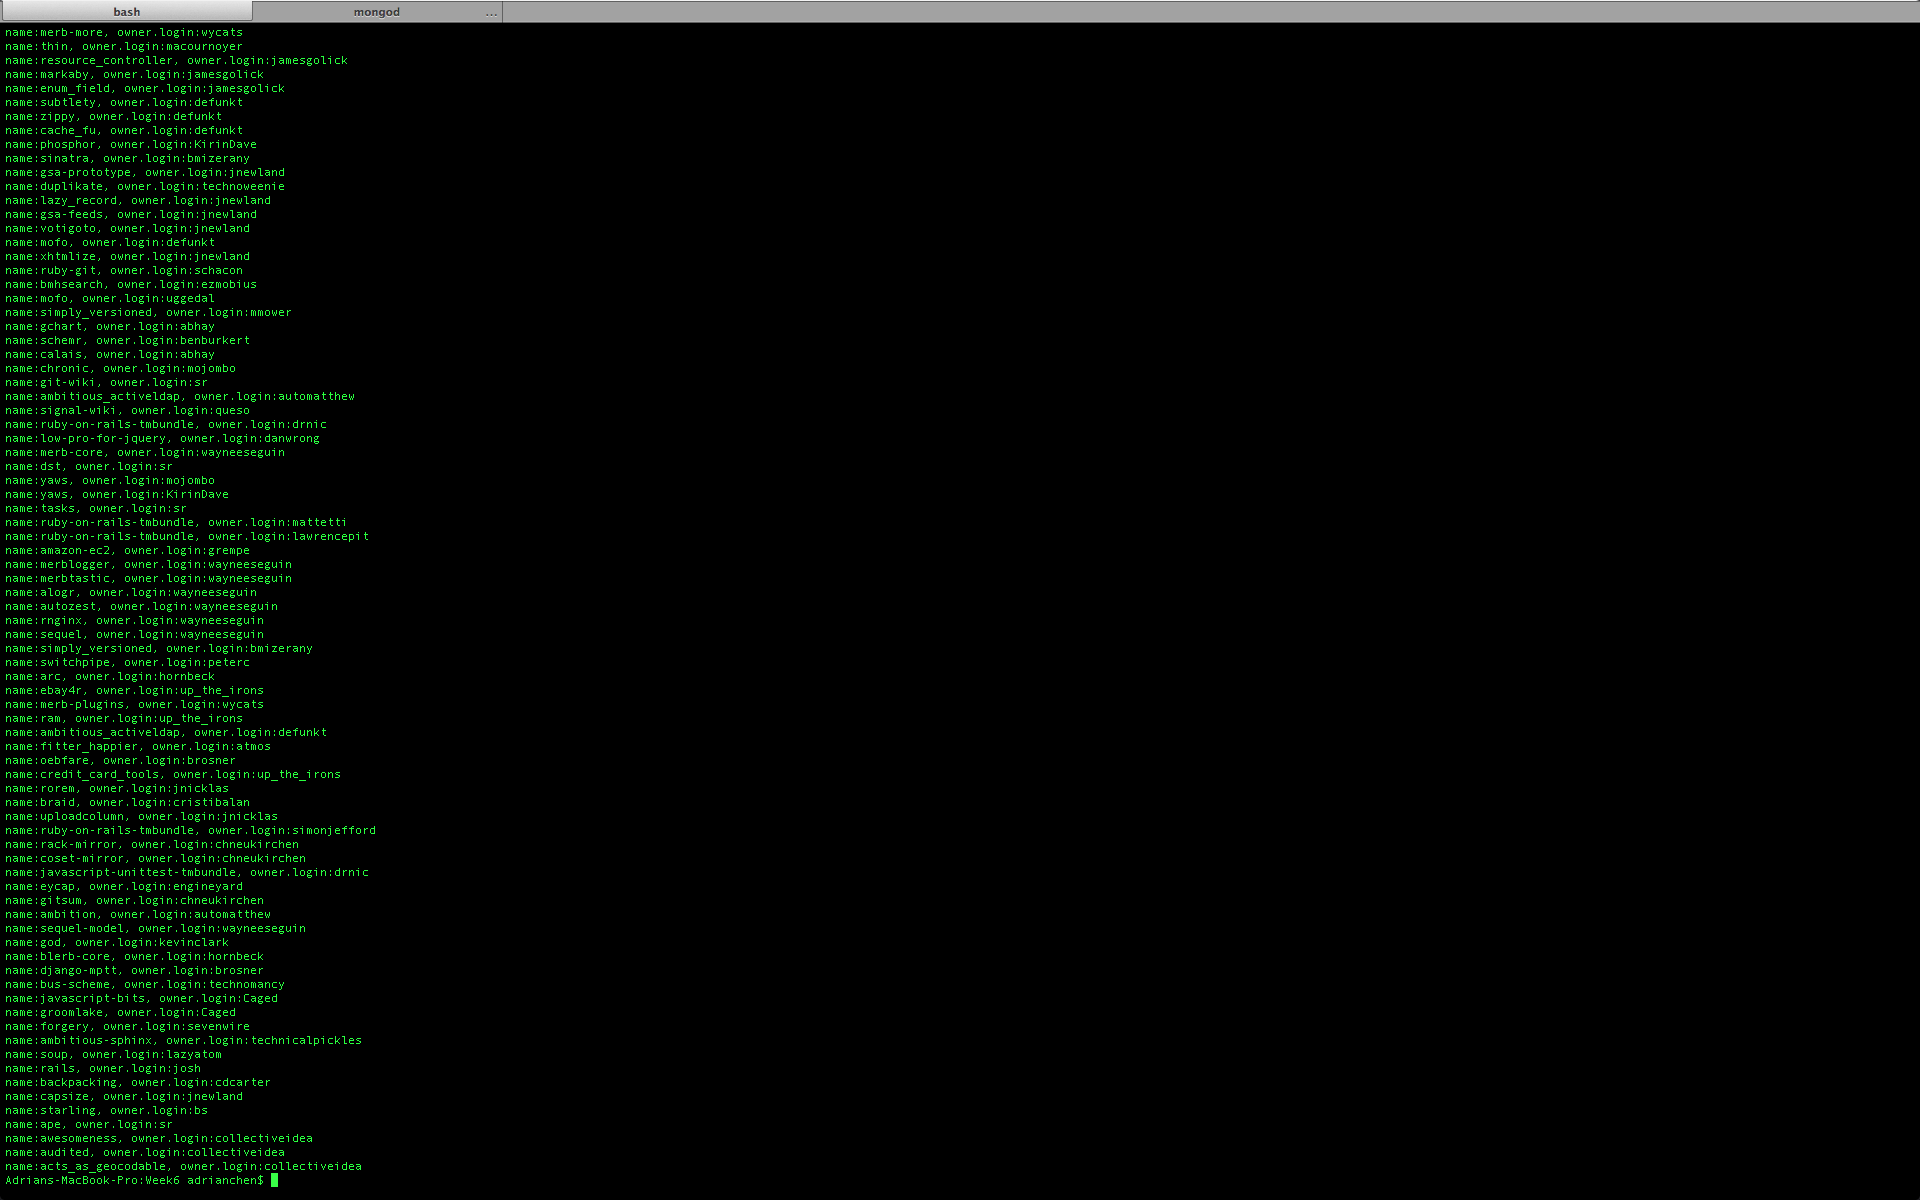 bash
mongod
...
name:merb-more, owner.login:wycats
name:thin, owner.login:macournoyer
name:resource_controller, owner.login:jamesgolick
name:markaby, owner.login:jamesgolick
name:enum_field, owner.login:jamesgolick
name:subtlety, owner.login:defunkt
name:zippy, owner.login:defunkt
name:cache_fu, owner.login:defunkt
name:phosphor, owner.login:KirinDave
name:sinatra, owner.login:bmizerany
name:gsa-prototype, owner.login:jnewland
name:duplikate, owner.login:technoweenie
name:lazy_record, owner.login:jnewland
name:gsa-feeds, owner.login:jnewland
name:votigoto, owner.login:jnewland
name:mofo, owner.login:defunkt
name:xhtmlize, owner.login:jnewland
name:ruby-git, owner.login:schacon
name:bmhsearch, owner.login:ezmobius
name:mofo, owner.login:uggedal
name:simply_versioned, owner.login:mmower
name:gchart, owner.login:abhay
name:schemr, owner.login:benburkert
name:calais, owner.login:abhay
name:chronic, owner.login:mojombo
name:git-wiki, owner.login:sr
name:ambitious_activeldap, owner.login:automatthew
name:signal-wiki, owner.login:queso
name:ruby-on-rails-tmbundle, owner.login:drnic
name:low-pro-for-jquery, owner.login:danwrong
name:merb-core, owner.login:wayneeseguin
name:dst, owner.login:sr
name:yaws, owner.login:mojombo
name:yaws, owner.login:KirinDave
name:tasks, owner.login:sr
name:ruby-on-rails-tmbundle, owner.login:mattetti
name:ruby-on-rails-tmbundle, owner.login:lawrencepit
name:amazon-ec2, owner.login:grempe
name:merblogger, owner.login:wayneeseguin
name:merbtastic, owner.login:wayneeseguin
name:alogr, owner.login:wayneeseguin
name:autozest, owner.login:wayneeseguin
name:rnginx, owner.login:wayneeseguin
name:sequel, owner.login:wayneeseguin
name:simply_versioned, owner.login:bmizerany
name:switchpipe, owner.login:peterc
name:arc, owner.login:hornbeck
name:ebay4r, owner.login:up_the_irons
name:merb-plugins, owner.login:wycats
name:ram, owner.login:up_the_irons
name:ambitious_activeldap, owner.login:defunkt
name:fitter_happier, owner.login:atmos
name:oebfare, owner.login:brosner
name:credit_card_tools, owner.login:up_the_irons
name:rorem, owner.login:jnicklas
name:braid, owner.login:cristibalan
name:uploadcolumn, owner.login:jnicklas
name:ruby-on-rails-tmbundle, owner.login:simonjefford
name:rack-mirror, owner.login:chneukirchen
name:coset-mirror, owner.login:chneukirchen
name:javascript-unittest-tmbundle, owner.login:drnic
name:eycap, owner.login:engineyard
name:gitsum, owner.login:chneukirchen
name:ambition, owner.login:automatthew
name:sequel-model, owner.login:wayneeseguin
name:god, owner.login:kevinclark
name:blerb-core, owner.login:hornbeck
name:django-mptt, owner.login:brosner
name:bus-scheme, owner.login:technomancy
name:javascript-bits, owner.login:Caged
name:groomlake, owner.login:Caged
name:forgery, owner.login:sevenwire
name:ambitious-sphinx, owner.login:technicalpickles
name:soup, owner.login:lazyatom
name:rails, owner.login:josh
name:backpacking, owner.login:cdcarter
name:capsize, owner.login:jnewland
name:starling, owner.login:bs
name:ape, owner.login:sr
name:awesomeness, owner.login:collectiveidea
name:audited, owner.login:collectiveidea
name:acts_as_geocodable, owner.login:collectiveidea
Adrians-MacBook-Pro:Week6 adrianchen$